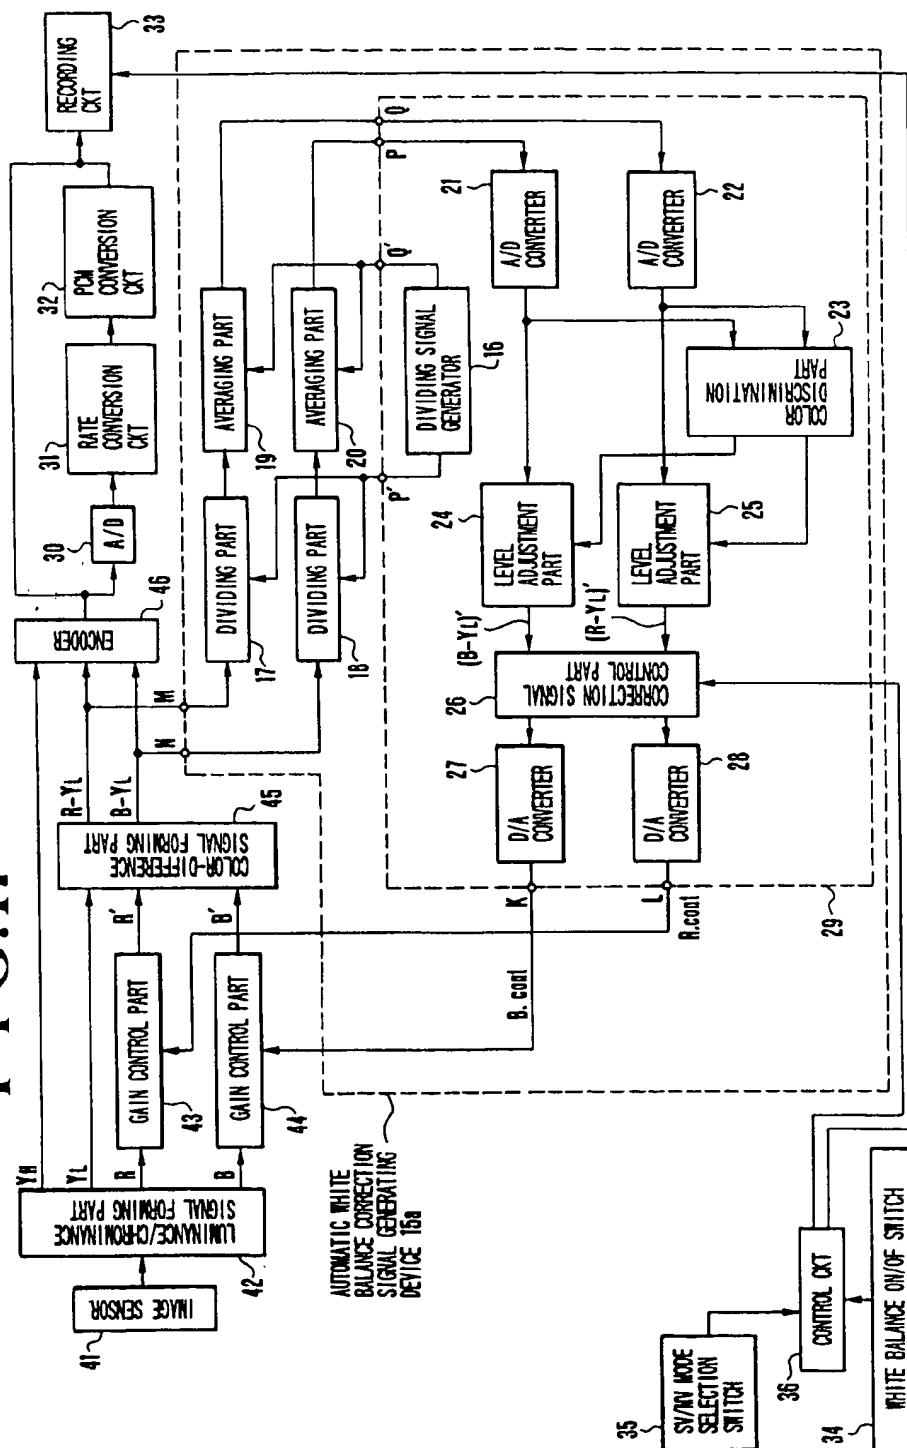 41
IMAGE SENSOR
42
LUMINANCE/CHROMINANCE
SIGNAL FORMING PART
YH
YL
R
B
43
GAIN CONTROL PART
44
GAIN CONTROL PART
R'
B'
45
COLOR-DIFFERENCE
SIGNAL FORMING PART
R-YL
B-YL
46
ENCODER
30
A/D
31
RATE
CONVERSION
CKT
32
PCM
CONVERSION
CKT
33
RECORDING
CKT
M
N
17
DIVIDING PART
18
DIVIDING PART
19
AVERAGING PART
20
AVERAGING PART
P'
Q'
P
Q
DIVIDING SIGNAL
GENERATOR
16
21
A/D
CONVERTER
22
A/D
CONVERTER
23
COLOR
DISCRIMINATION
PART
24
LEVEL
ADJUSTMENT
PART
25
LEVEL
ADJUSTMENT
PART
(B-YL)'
(R-YL)'
26
CORRECTION SIGNAL
CONTROL PART
27
D/A
CONVERTER
28
D/A
CONVERTER
K
L
B. cont
R.cont
29
AUTOMATIC WHITE
BALANCE CORRECTION
SIGNAL GENERATING
DEVICE 15a
35
SV/MV MODE
SELECTION
SWITCH
36
CONTROL CKT
34
WHITE BALANCE ON/OF SWITCH